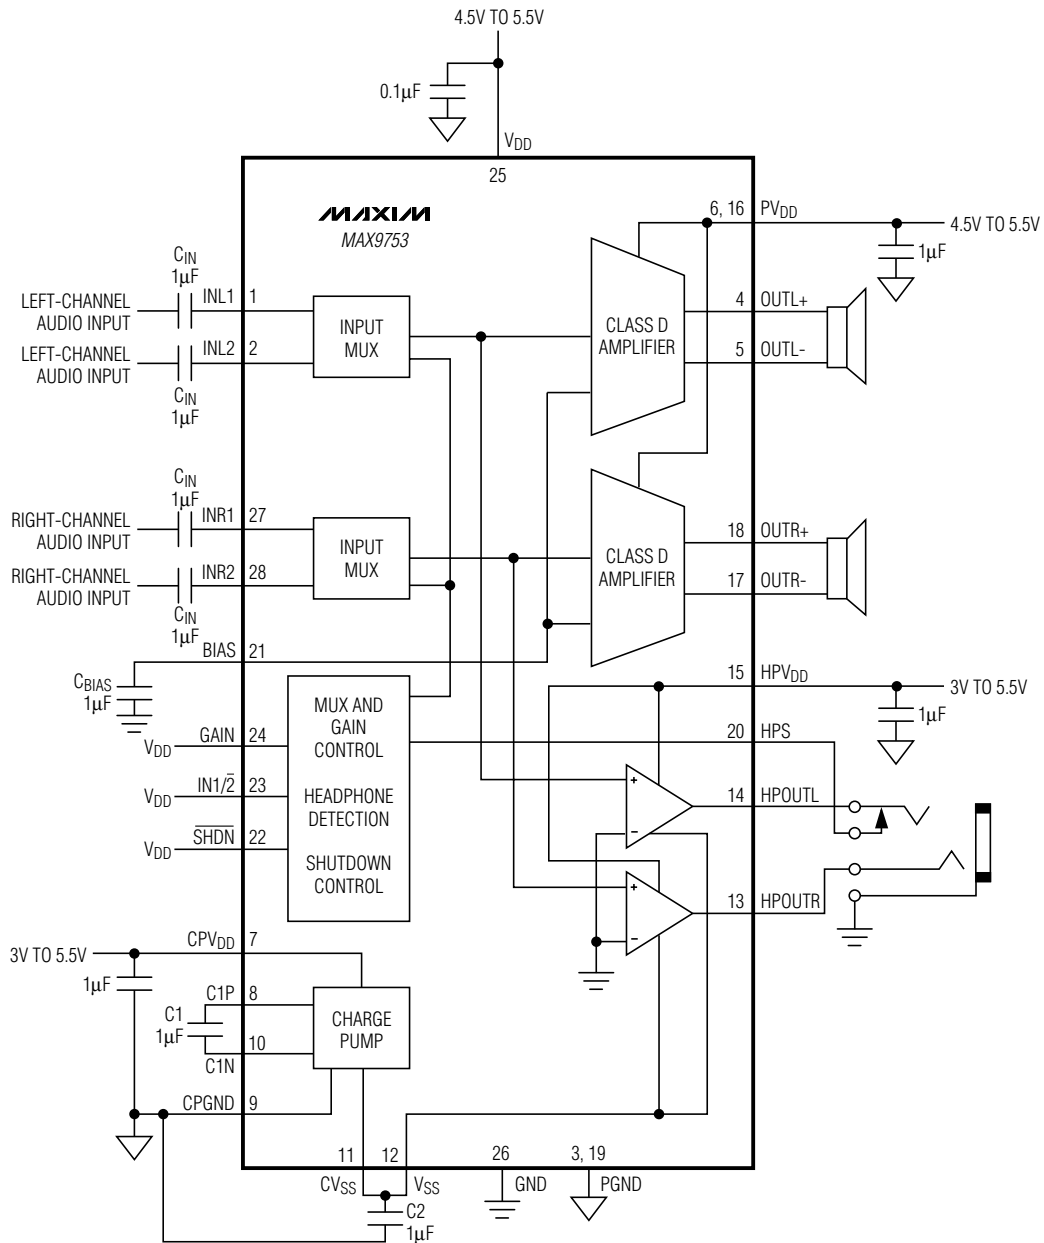 4.5V TO 5.5V
0.1µF
VDD
25
MAXIM
MAX9753
6, 16 PVDD
4.5V TO 5.5V
1µF
CIN
1µF
LEFT-CHANNEL
AUDIO INPUT
INL1 1
LEFT-CHANNEL
AUDIO INPUT
INL2 2
CIN
1µF
INPUT
MUX
CLASS D
AMPLIFIER
4 OUTL+
5 OUTL-
CIN
1µF
RIGHT-CHANNEL
AUDIO INPUT
INR1 27
RIGHT-CHANNEL
AUDIO INPUT
INR2 28
CIN
1µF
INPUT
MUX
CLASS D
AMPLIFIER
18 OUTR+
17 OUTR-
BIAS 21
CBIAS
1µF
15 HPVDD
3V TO 5.5V
1µF
MUX AND
GAIN
CONTROL
HEADPHONE
DETECTION
SHUTDOWN
CONTROL
VDD GAIN 24
VDD IN1/2̅ 23
VDD S̅H̅D̅N̅ 22
20 HPS
+
−
14 HPOUTL
+
−
13 HPOUTR
3V TO 5.5V
CPVDD 7
1µF
C1P 8
C1
1µF
10
C1N
CHARGE
PUMP
CPGND 9
11 12
CVSS VSS
C2
1µF
26
GND
3, 19
PGND